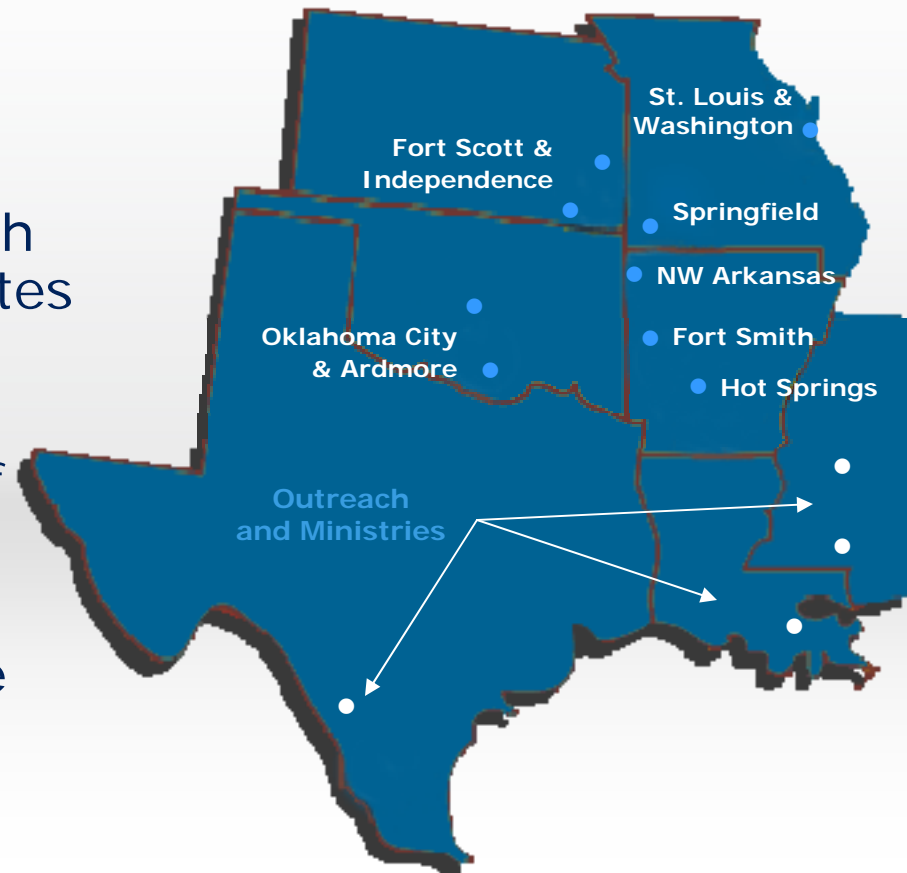 St. Louis &
Washington
Fort Scott &
Independence
Springfield
NW Arkansas
Oklahoma City
& Ardmore
Fort Smith
Hot Springs
Outreach
and Ministries